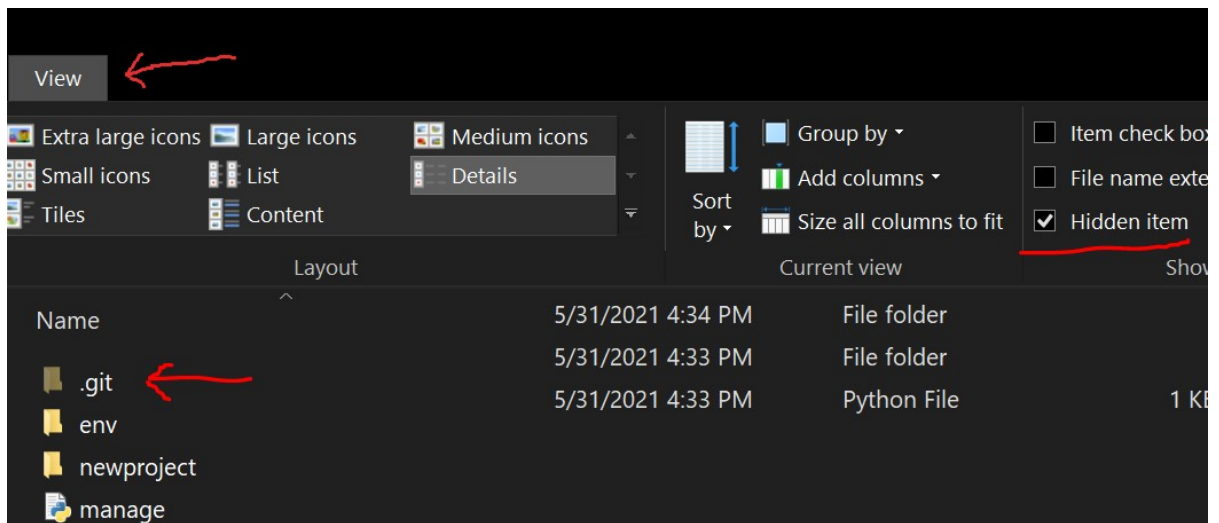 View
Extra large icons Large icons Medium icons
Small icons List Details
Tiles Content
Layout
Sort
by
Group by
Add columns
Size all columns to fit
Current view
Item check box
File name exte
Hidden item
Show
Name
5/31/2021 4:34 PM File folder
.git 5/31/2021 4:33 PM File folder
env 5/31/2021 4:33 PM Python File 1 KB
newproject
manage